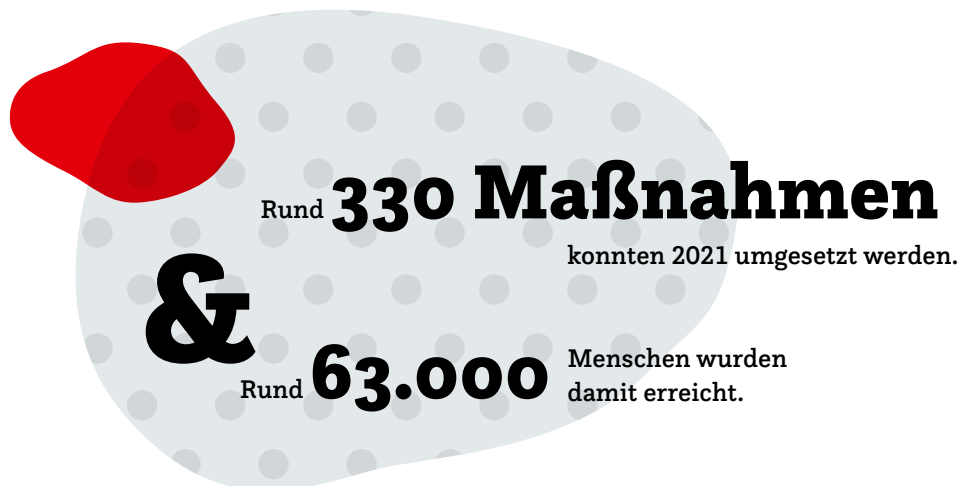 Rund 330 Maßnahmen
konnten 2021 umgesetzt werden.
&
Rund 63.000 Menschen wurden
damit erreicht.